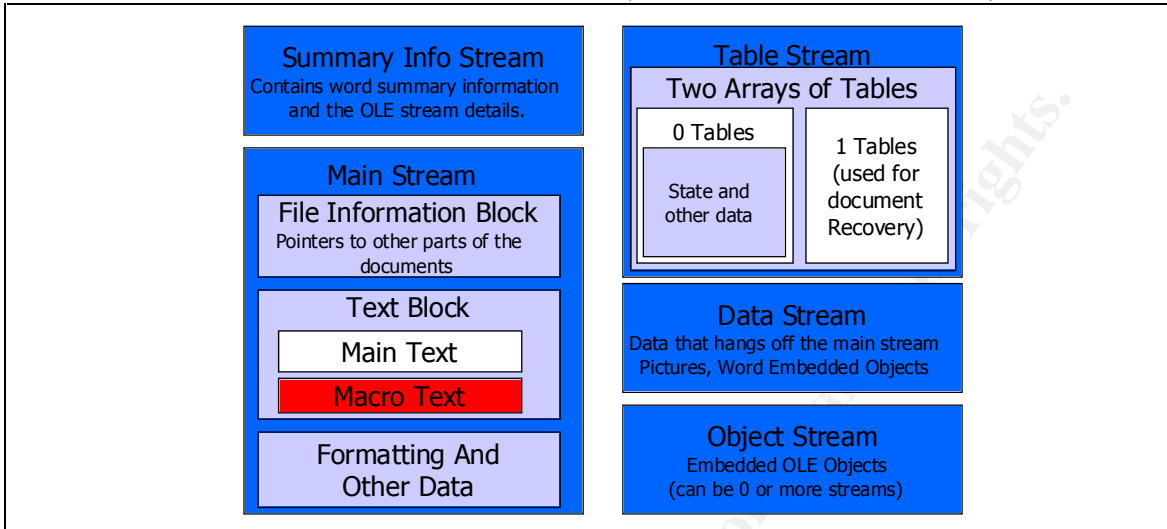 Summary Info Stream
Contains word summary information
and the OLE stream details.
Main Stream
File Information Block
Pointers to other parts of the
documents
Text Block
Main Text
Macro Text
Formatting And
Other Data
Table Stream
Two Arrays of Tables
0 Tables
State and
other data
1 Tables
(used for
document
Recovery)
Data Stream
Data that hangs off the main stream
Pictures, Word Embedded Objects
Object Stream
Embedded OLE Objects
(can be 0 or more streams)
rights.